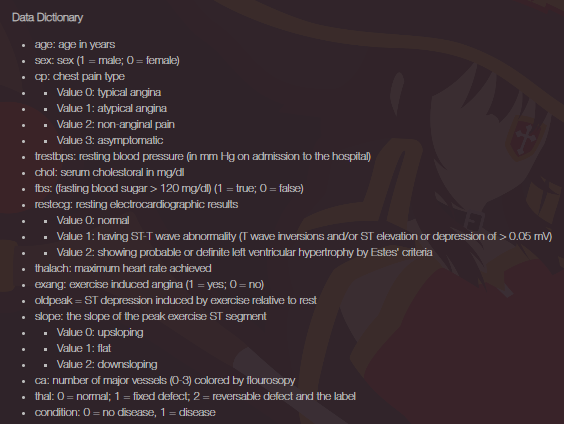 Data Dictionary
age: age in years
sex: sex (1 = male; 0 = female)
cp: chest pain type
Value 0: typical angina
Value 1: atypical angina
Value 2: non-anginal pain
Value 3: asymptomatic
trestbps: resting blood pressure (in mm Hg on admission to the hospital)
chol: serum cholestoral in mg/dl
fbs: (fasting blood sugar > 120 mg/dl) (1 = true; 0 = false)
restecg: resting electrocardiographic results
Value 0: normal
Value 1: having ST-T wave abnormality (T wave inversions and/or ST elevation or depression of > 0.05 mV)
Value 2: showing probable or definite left ventricular hypertrophy by Estes' criteria
thalach: maximum heart rate achieved
exang: exercise induced angina (1 = yes; 0 = no)
oldpeak = ST depression induced by exercise relative to rest
slope: the slope of the peak exercise ST segment
Value 0: upsloping
Value 1: flat
Value 2: downsloping
ca: number of major vessels (0-3) colored by flourosopy
thal: 0 = normal; 1 = fixed defect; 2 = reversable defect and the label
condition: 0 = no disease, 1 = disease